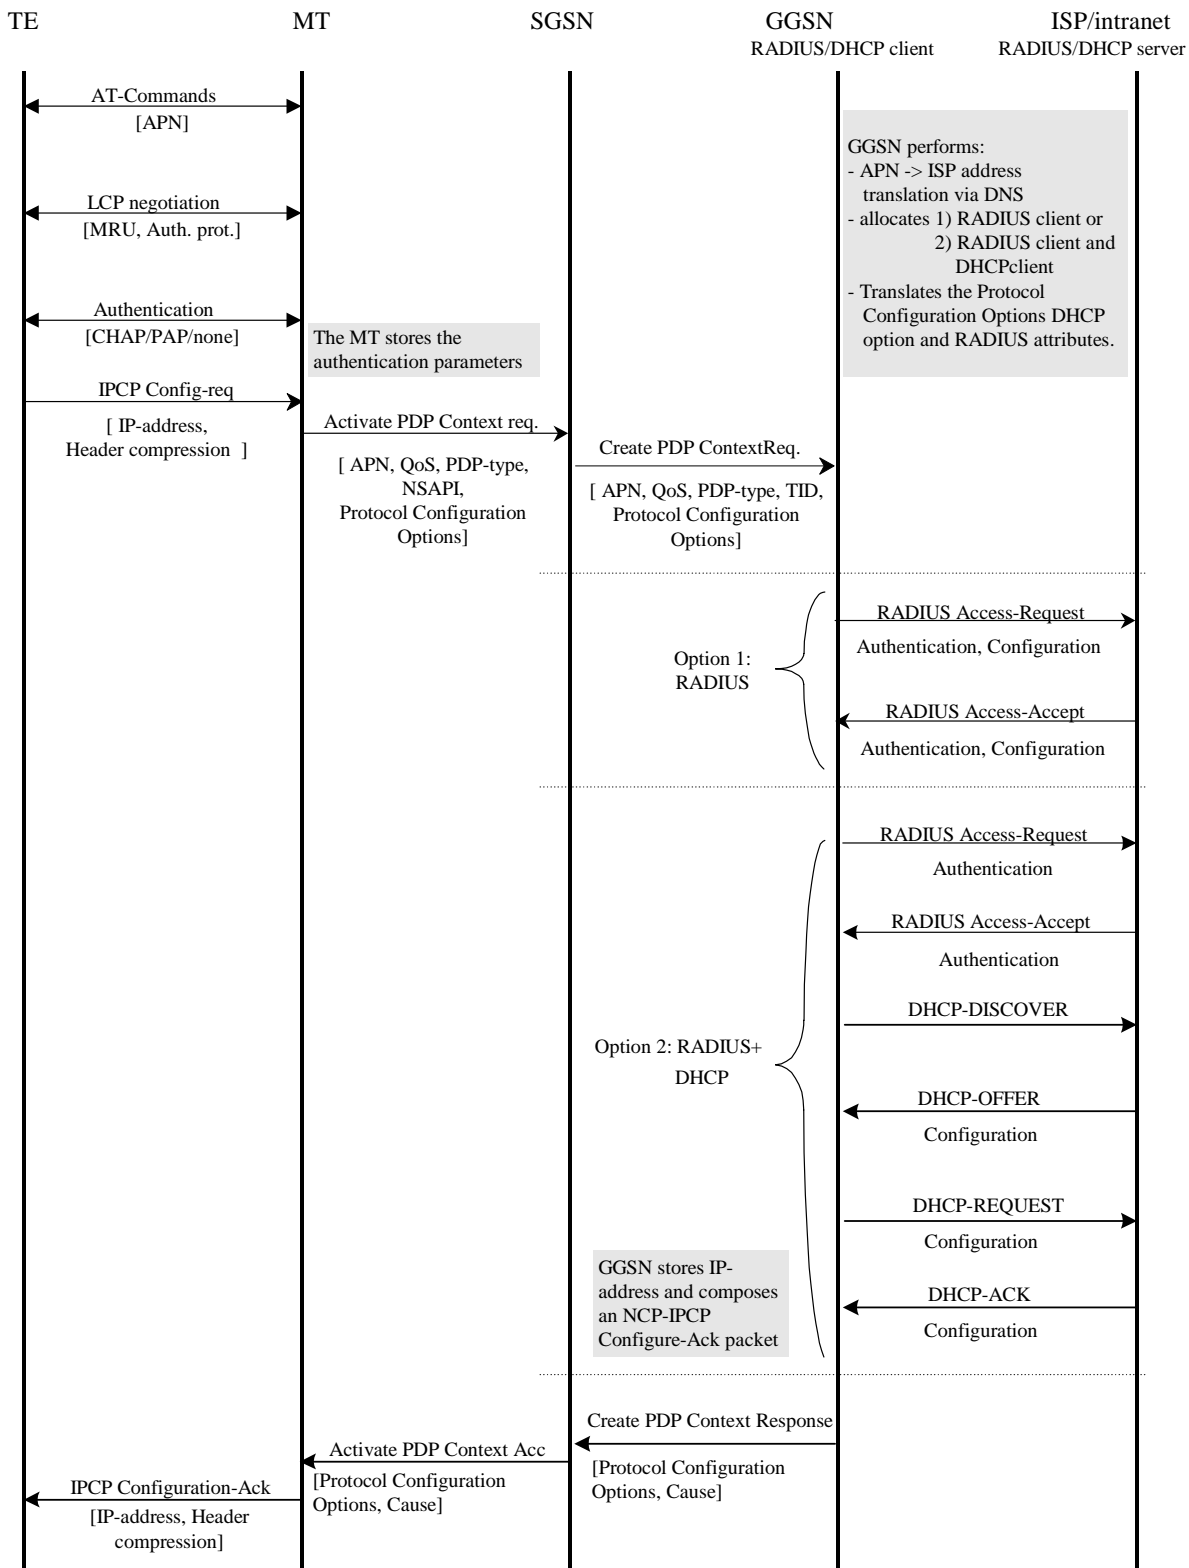 TE
MT
SGSN
GGSN
ISP/intranet
RADIUS/DHCP client
RADIUS/DHCP server
AT-Commands
[APN]
GGSN performs:
- APN -> ISP address
translation via DNS
- allocates 1) RADIUS client or
2) RADIUS client and
DHCPclient
- Translates the Protocol
Configuration Options DHCP
option and RADIUS attributes.
LCP negotiation
[MRU, Auth. prot.]
Authentication
[CHAP/PAP/none]
The MT stores the
authentication parameters
IPCP Config-req
[ IP-address,
Header compression ]
Activate PDP Context req.
[ APN, QoS, PDP-type,
NSAPI,
Protocol Configuration
Options]
Create PDP ContextReq.
[ APN, QoS, PDP-type, TID,
Protocol Configuration
Options]
RADIUS Access-Request
Authentication, Configuration
Option 1:
RADIUS
RADIUS Access-Accept
Authentication, Configuration
RADIUS Access-Request
Authentication
RADIUS Access-Accept
Authentication
DHCP-DISCOVER
Option 2: RADIUS+
DHCP
DHCP-OFFER
Configuration
DHCP-REQUEST
Configuration
GGSN stores IP-
address and composes
an NCP-IPCP
Configure-Ack packet
DHCP-ACK
Configuration
Create PDP Context Response
[Protocol Configuration
Options, Cause]
Activate PDP Context Acc
[Protocol Configuration
Options, Cause]
IPCP Configuration-Ack
[IP-address, Header
compression]